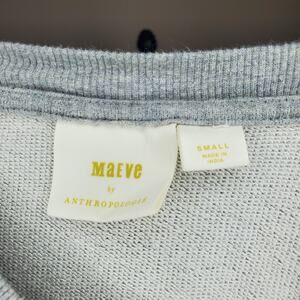 MaEVe
by
ANTHROPOLOGIE
SMALL
MADE IN
INDIA